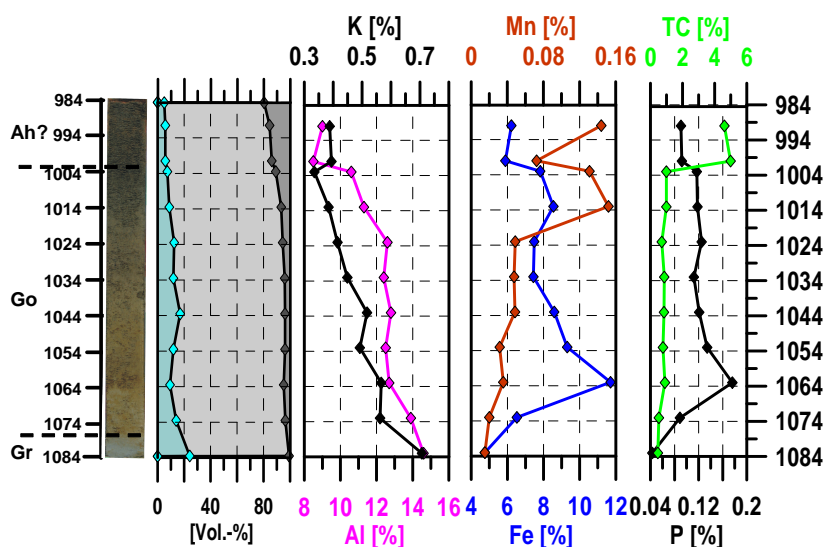 K [%] Mn [%] TC [%]
0.3 0.5 0.7 0 0.08 0.16 0 2 4 6
984 984
Ah? 994 994
1004 1004
1014 1014
1024 1024
Go 1034 1034
1044 1044
1054 1054
1064 1064
1074 1074
Gr 1084 1084
0 40 80 8 10 12 14 16 4 6 8 10 12 0.04 0.12 0.2
[Vol.-%] Al [%] Fe [%] P [%]